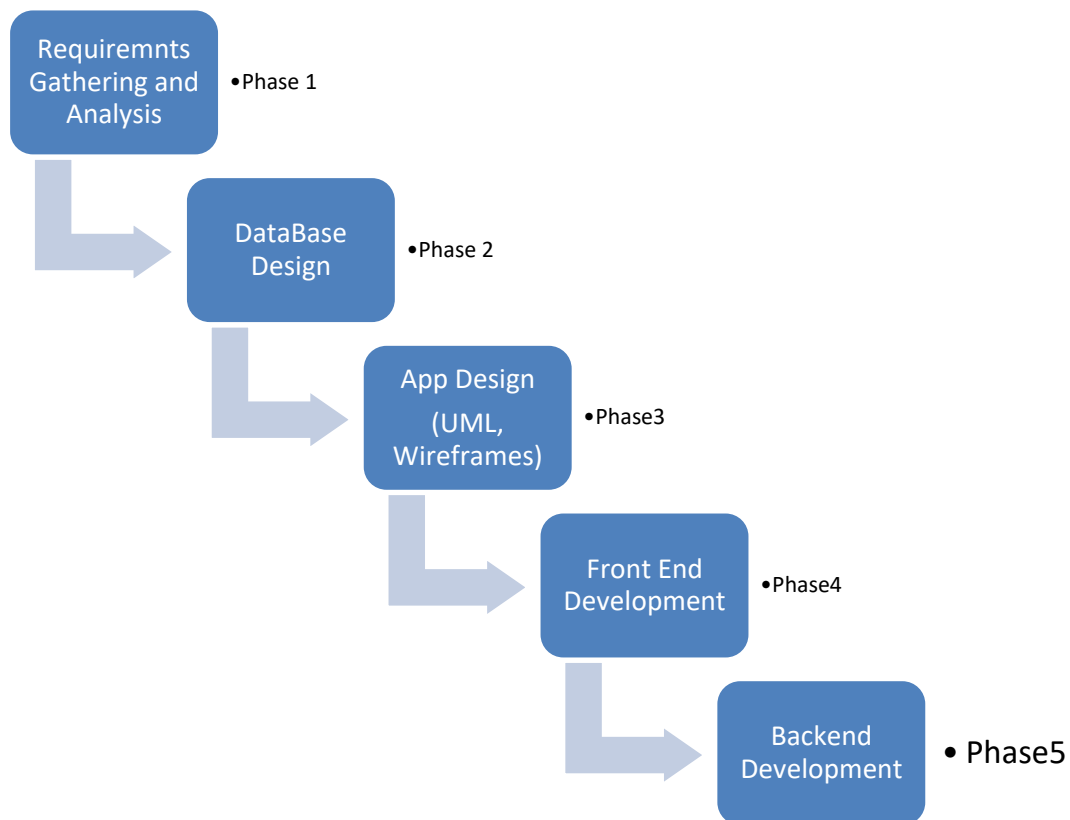 Requiremnts
Gathering and
Analysis
•Phase 1
DataBase
Design
•Phase 2
App Design
(UML,
Wireframes)
•Phase3
Front End
Development
•Phase4
Backend
Development
• Phase5